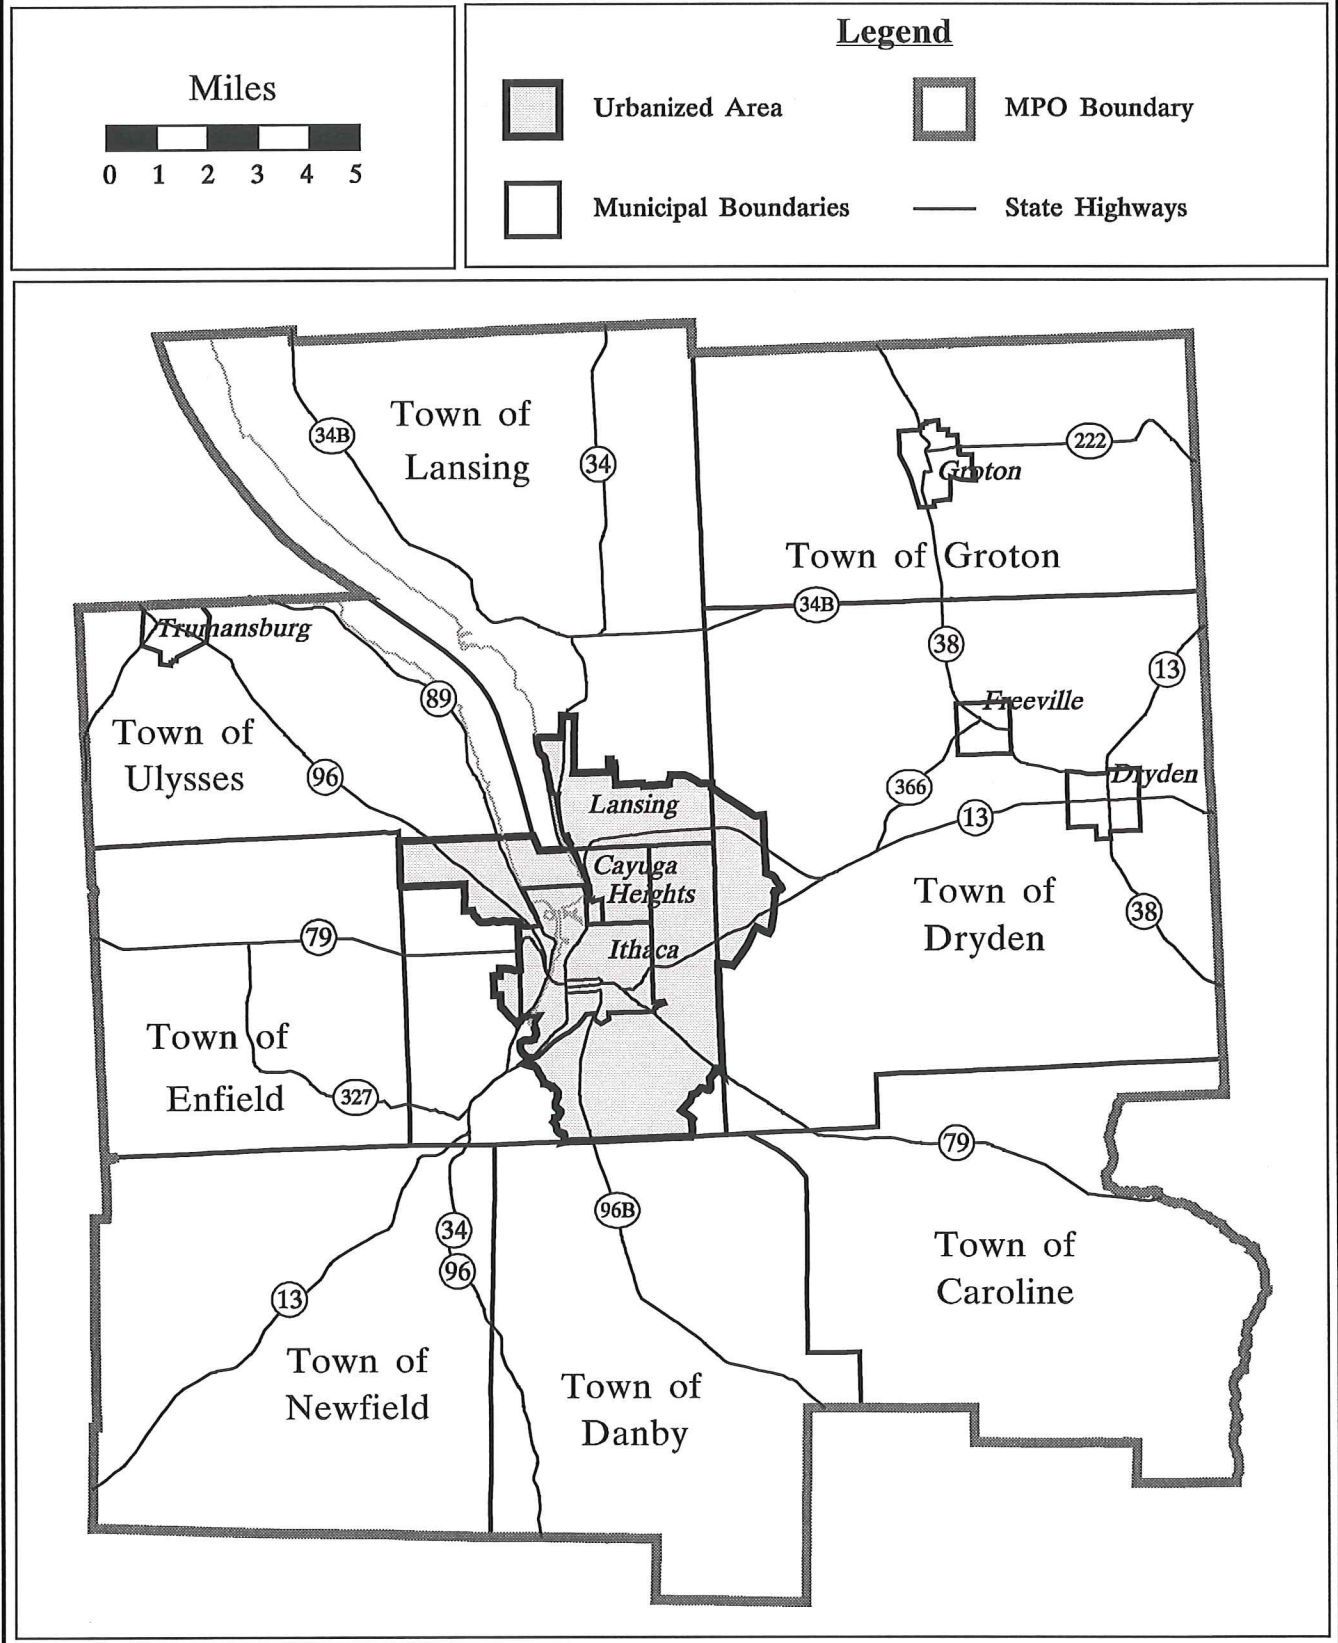 Miles
0 1 2 3 4 5
Legend
Urbanized Area
MPO Boundary
Municipal Boundaries
State Highways
Town of
Lansing
34B
34
222
Groton
Town of Groton
34B
Trumansburg
38
13
89
Freeville
Town of
Ulysses
96
366
Dryden
Lansing
13
Cayuga
Heights
Town of
Dryden
38
79
Ithaca
Town of
Enfield
327
79
96B
34
96
Town of
Caroline
13
Town of
Newfield
Town of
Danby